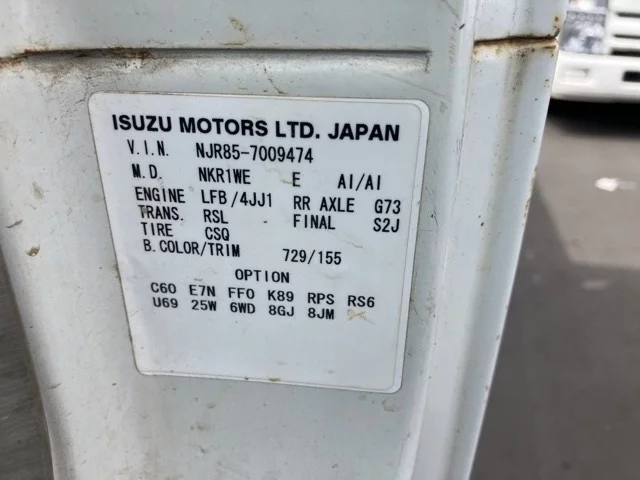 ISUZU MOTORS LTD. JAPAN
V.I.N. NJR85-7009474
M.D. NKR1WE E AI/AI
ENGINE LFB/4JJ1 RR AXLE G73
TRANS. RSL FINAL S2J
TIRE CSQ
B.COLOR/TRIM 729/155
OPTION
C60 E7N FF0 K89 RPS RS6
U69 25W 6WD 8GJ 8JM